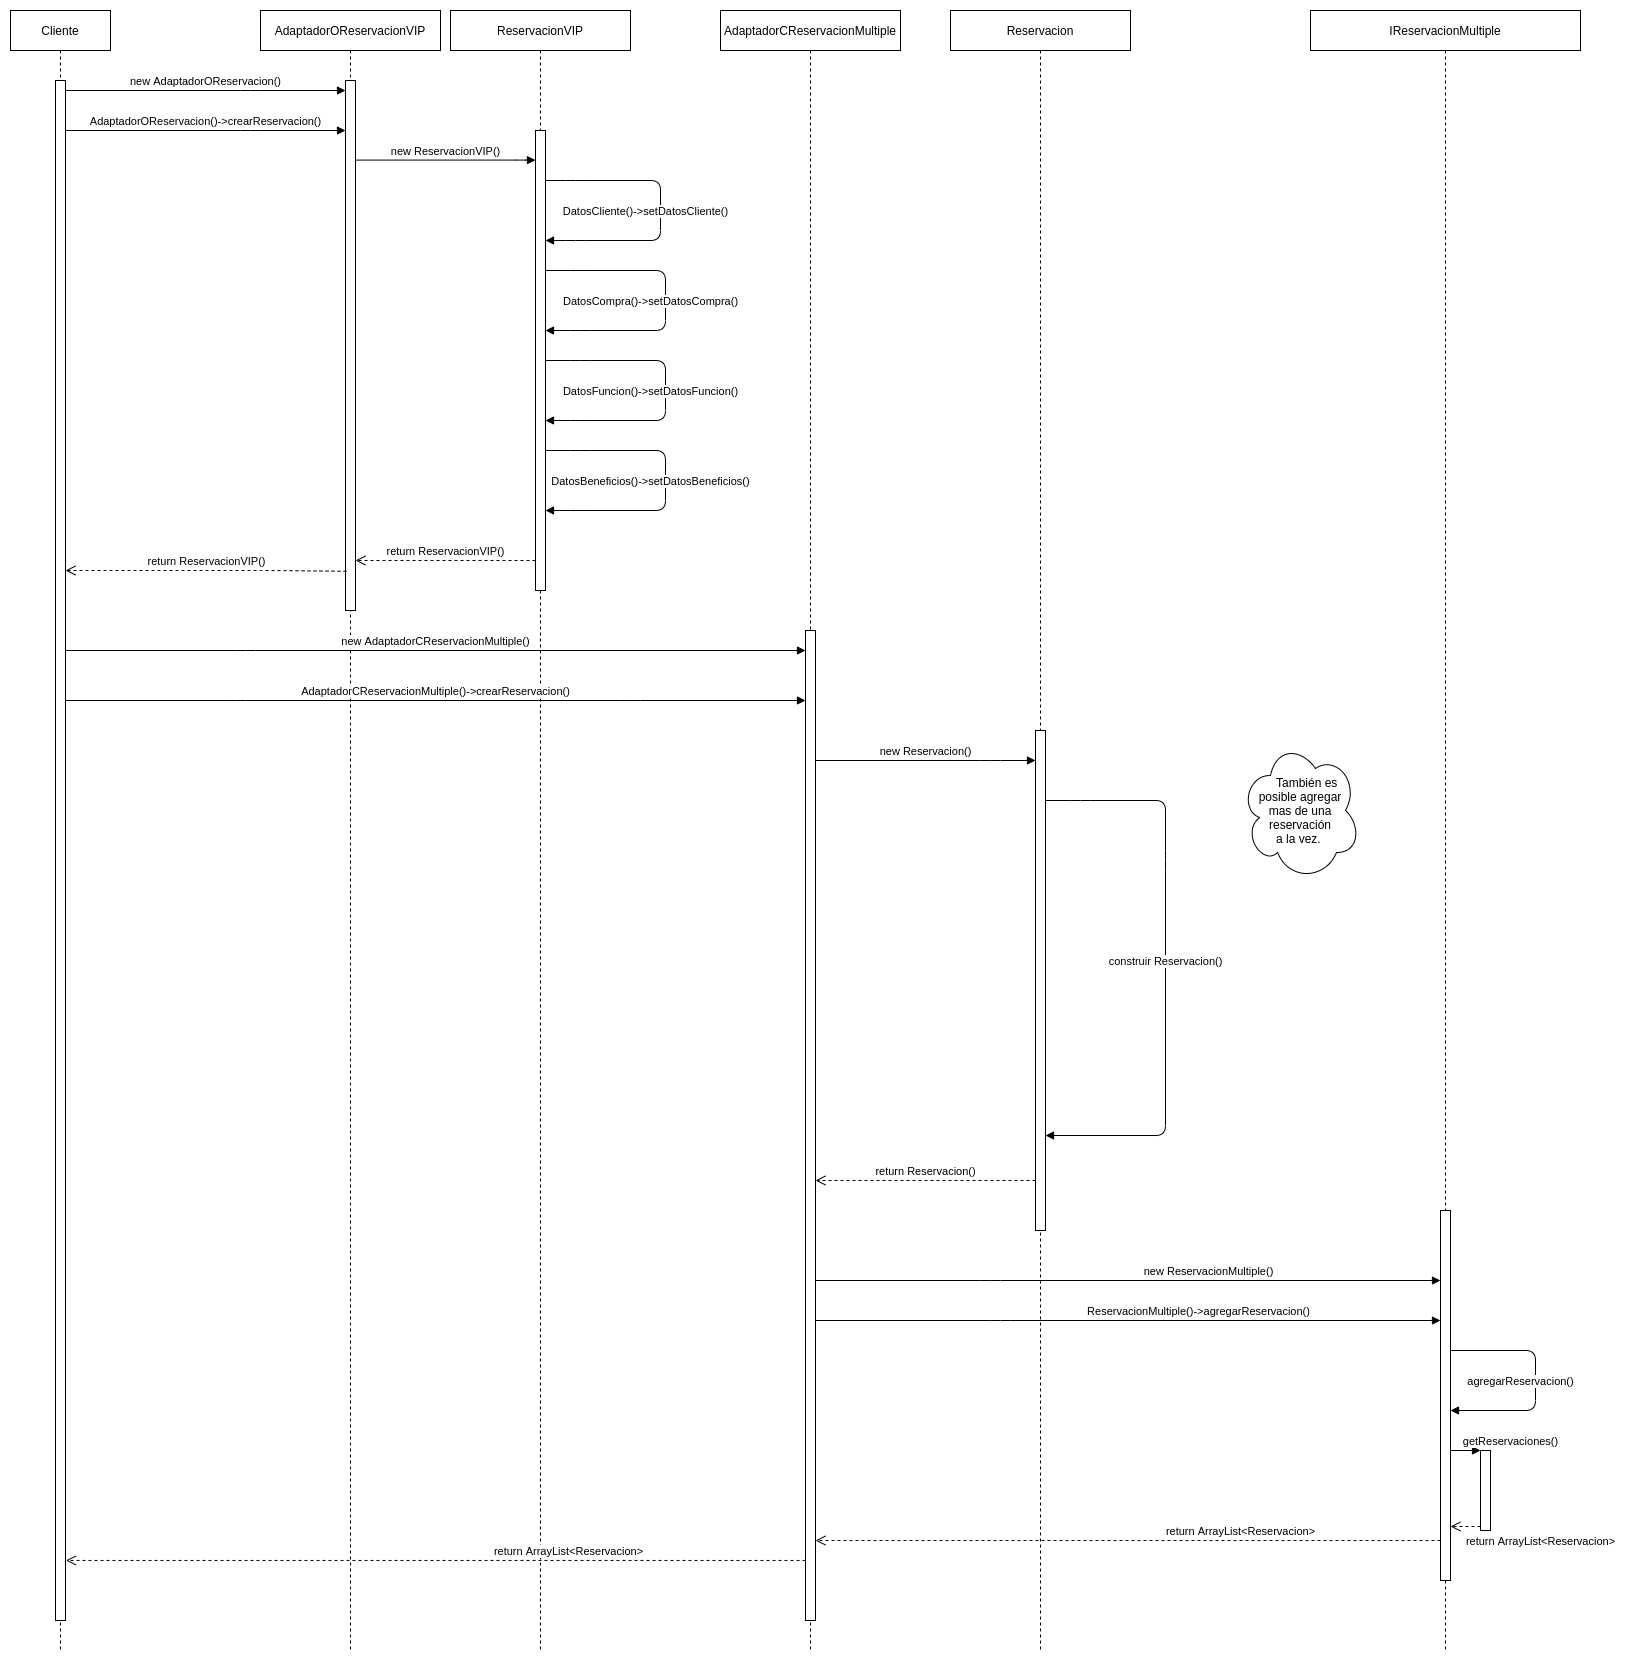 Cliente
AdaptadorOReservacionVIP
ReservacionVIP
AdaptadorCReservacionMultiple
Reservacion
IReservacionMultiple
new AdaptadorOReservacion()
AdaptadorOReservacion()->crearReservacion()
new ReservacionVIP()
DatosCliente()->setDatosCliente()
DatosCompra()->setDatosCompra()
DatosFuncion()->setDatosFuncion()
DatosBeneficios()->setDatosBeneficios()
return ReservacionVIP()
return ReservacionVIP()
new AdaptadorCReservacionMultiple()
AdaptadorCReservacionMultiple()->crearReservacion()
new Reservacion()
También es
posible agregar
mas de una
reservación
a la vez.
construir Reservacion()
return Reservacion()
new ReservacionMultiple()
ReservacionMultiple()->agregarReservacion()
agregarReservacion()
getReservaciones()
return ArrayList<Reservacion>
return ArrayList<Reservacion>
return ArrayList<Reservacion>